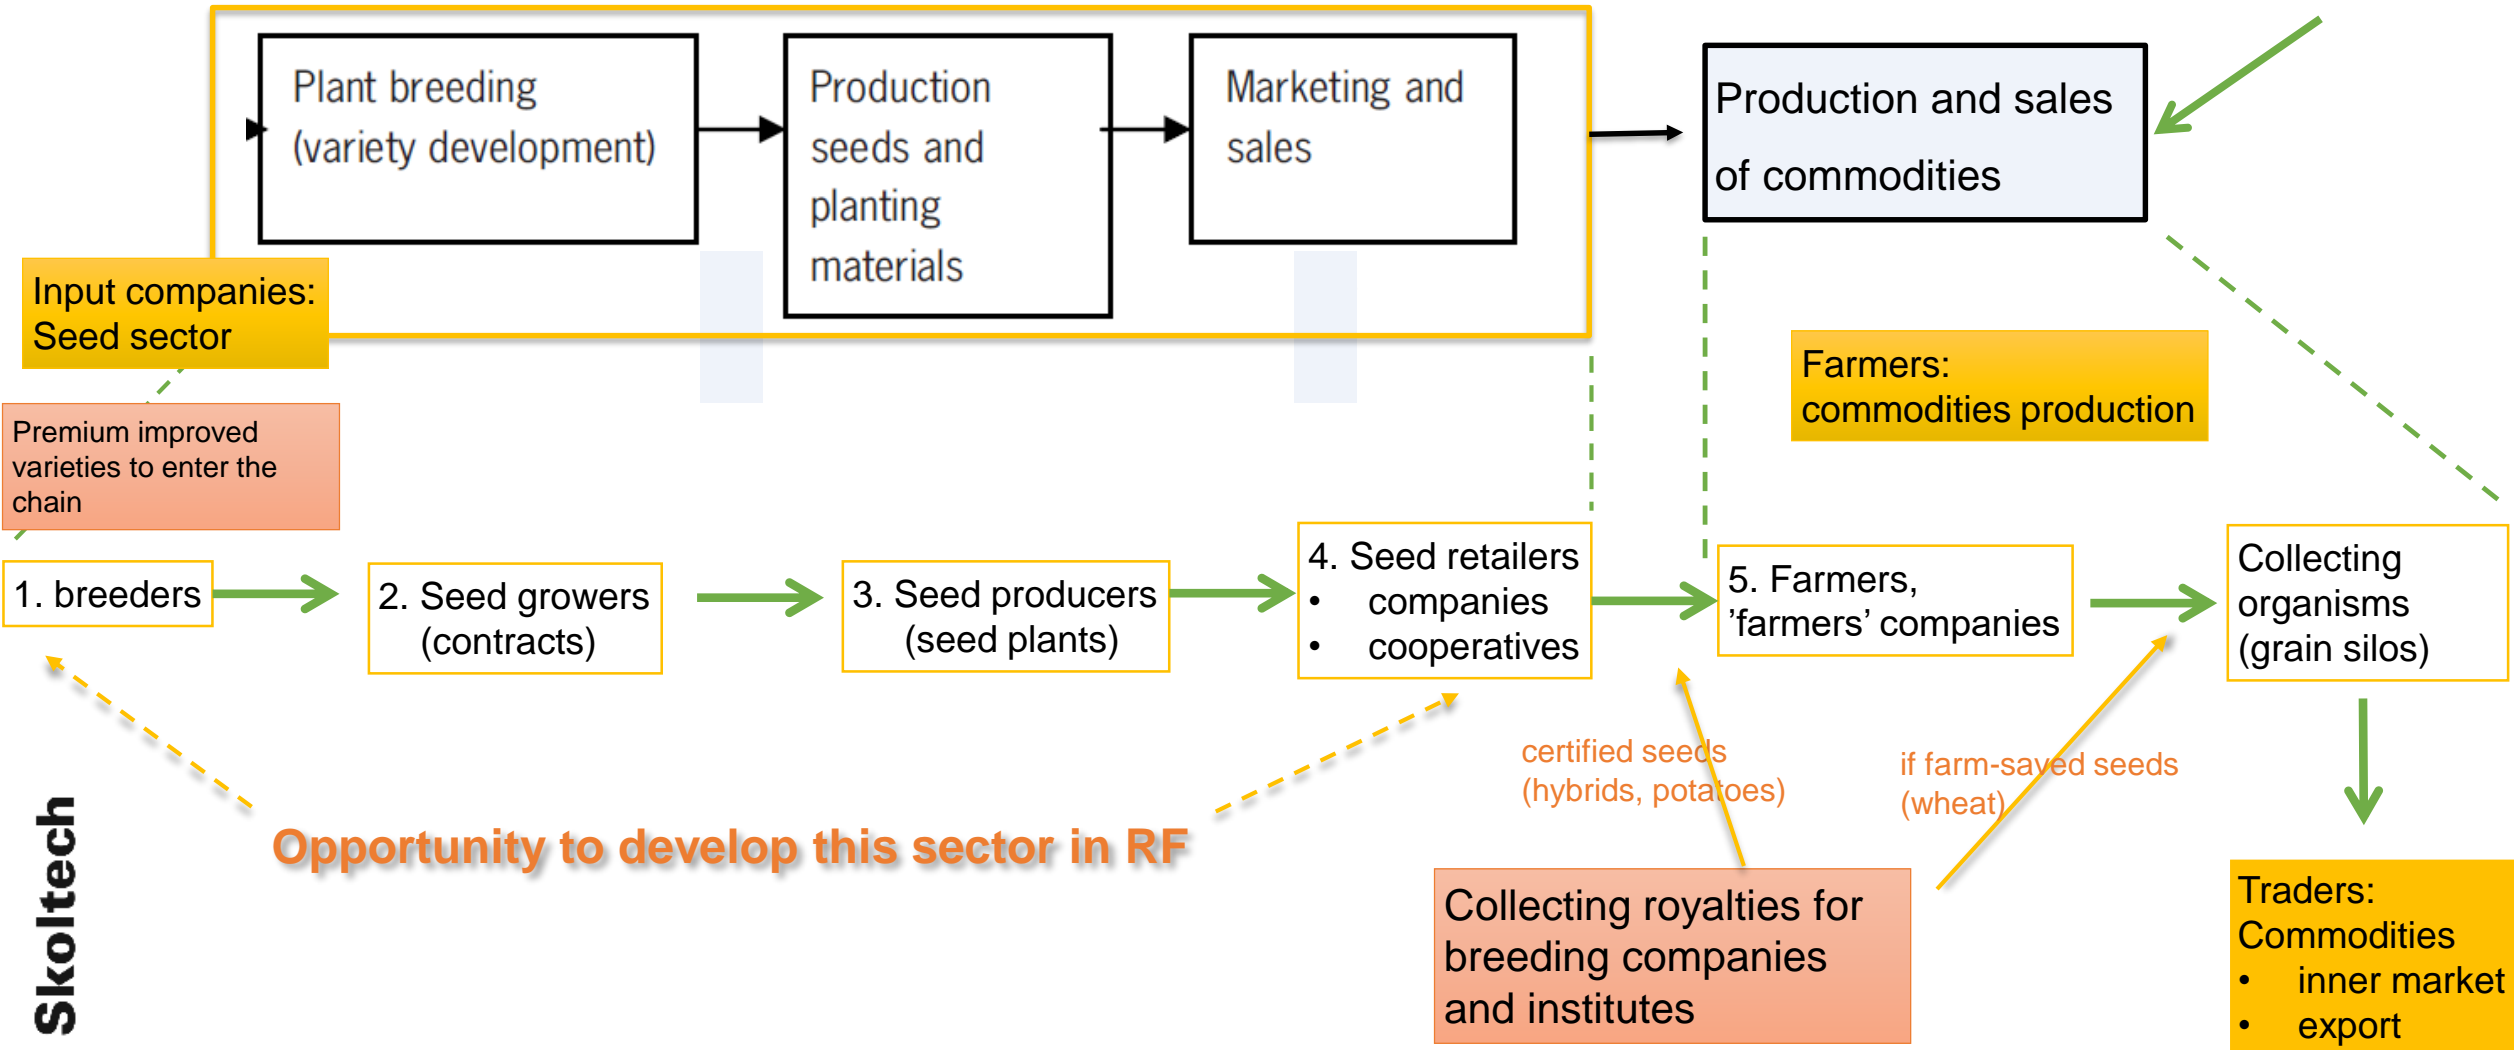 Plant breeding
(variety development)
Production
seeds and
planting
materials
Marketing and
sales
Production and sales
of commodities
Input companies:
Seed sector
Farmers:
commodities production
Premium improved
varieties to enter the
chain
1. breeders
2. Seed growers
(contracts)
3. Seed producers
(seed plants)
4. Seed retailers
• companies
• cooperatives
5. Farmers,
’farmers’ companies
Collecting
organisms
(grain silos)
certified seeds
(hybrids, potatoes)
if farm-saved seeds
(wheat)
Opportunity to develop this sector in RF
Collecting royalties for
breeding companies
and institutes
Traders:
Commodities
• inner market
• export
Skoltech